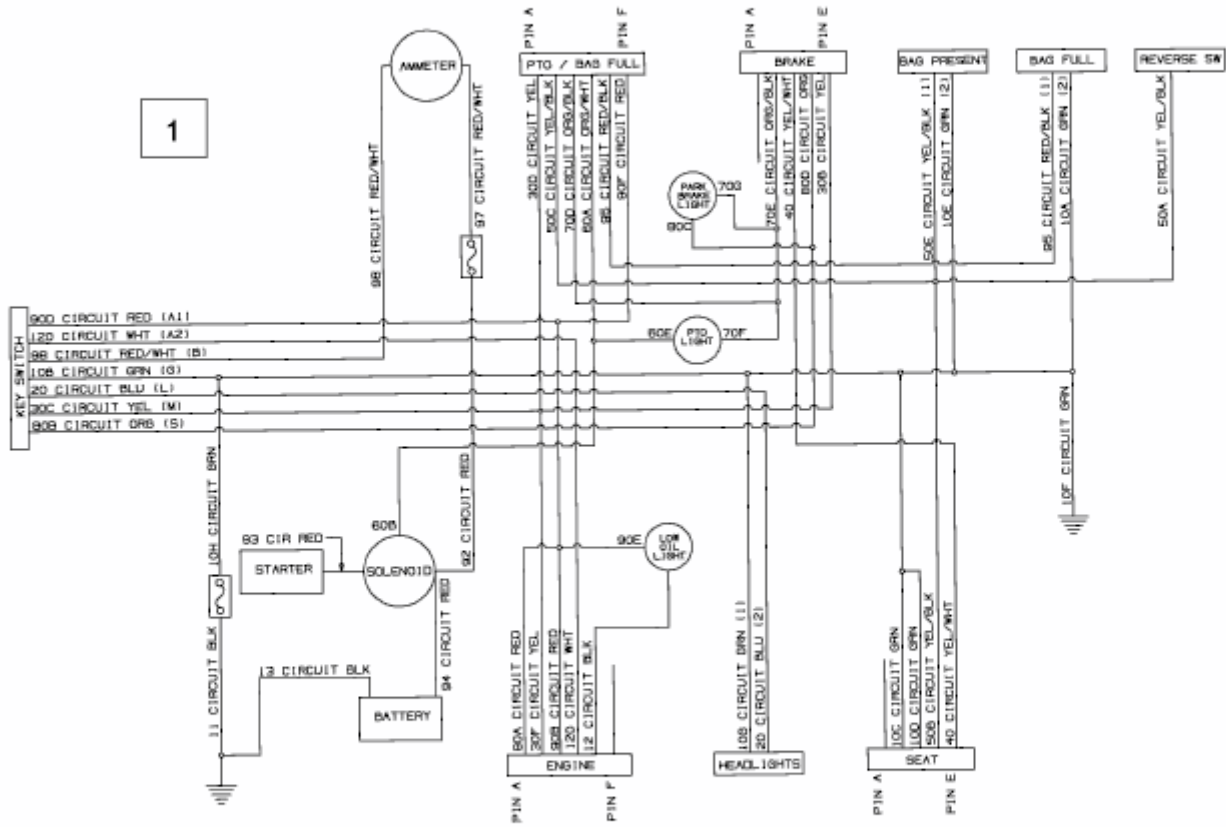 1
AMMETER
98 CIRCUIT RED/WHT
97 CIRCUIT RED/WHT
PIN A
PIN F
PTO / BAG FULL
30D CIRCUIT YEL
50C CIRCUIT YEL/BLK
70D CIRCUIT ORG/BLK
60A CIRCUIT ORG/WHT
95 CIRCUIT RED/BLK
90F CIRCUIT RED
PIN A
PIN E
BRAKE
70E CIRCUIT ORG/BLK
40 CIRCUIT YEL/WHT
80D CIRCUIT ORG
30B CIRCUIT YEL
PARK
BRAKE
LIGHT
70G
80C
BAG PRESENT
50E CIRCUIT YEL/BLK (1)
10E CIRCUIT GRN (2)
BAG FULL
95 CIRCUIT RED/BLK (1)
10A CIRCUIT GRN (2)
REVERSE SW
50A CIRCUIT YEL/BLK
KEY SWITCH
90D CIRCUIT RED (A1)
120 CIRCUIT WHT (A2)
98 CIRCUIT RED/WHT (B)
10B CIRCUIT GRN (G)
20 CIRCUIT BLU (L)
30C CIRCUIT YEL (M)
80B CIRCUIT ORG (S)
60E
PTO
LIGHT
70F
10H CIRCUIT GRN
11 CIRCUIT BLK
13 CIRCUIT BLK
93 CIR RED
STARTER
60B
SOLENOID
92 CIRCUIT RED
94 CIRCUIT RED
BATTERY
90E
LOW
OIL
LIGHT
80A CIRCUIT RED
30F CIRCUIT YEL
90B CIRCUIT RED
120 CIRCUIT WHT
12 CIRCUIT BLK
ENGINE
PIN A
PIN F
10B CIRCUIT GRN (1)
20 CIRCUIT BLU (2)
HEADLIGHTS
10F CIRCUIT GRN
10C CIRCUIT GRN
10D CIRCUIT GRN
50B CIRCUIT YEL/BLK
40 CIRCUIT YEL/WHT
SEAT
PIN A
PIN E